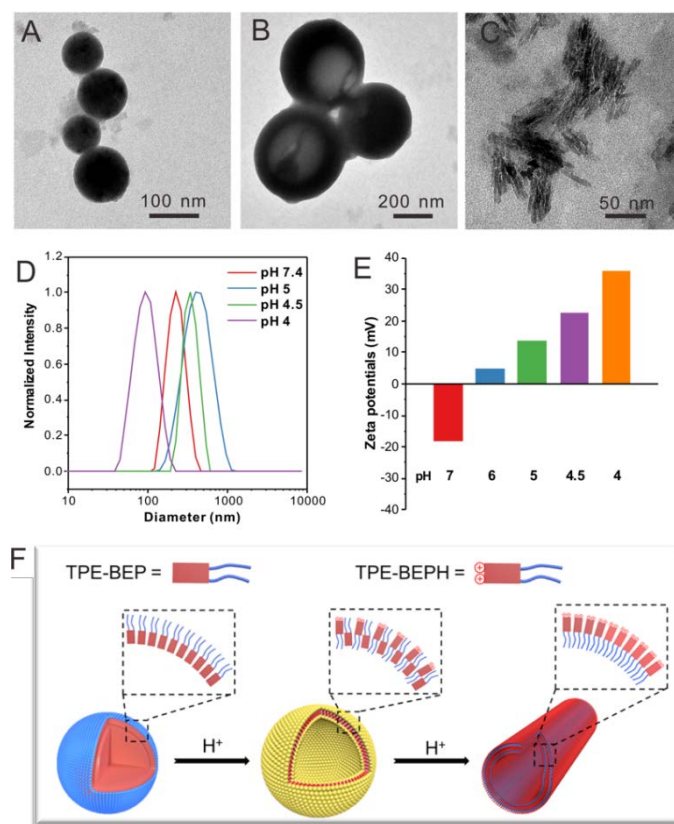 A
B
C
100 nm
200 nm
50 nm
D
Normalized Intensity
1.2
1.0
0.8
0.6
0.4
0.2
0.0
pH 7.4
pH 5
pH 4.5
pH 4
10 100 1000 10000
Diameter (nm)
E
Zeta potentials (mV)
40
30
20
10
0
-10
-20
-30
-40
pH 7 6 5 4.5 4
F
TPE-BEP =
TPE-BEPH =
+
+
H+
H+